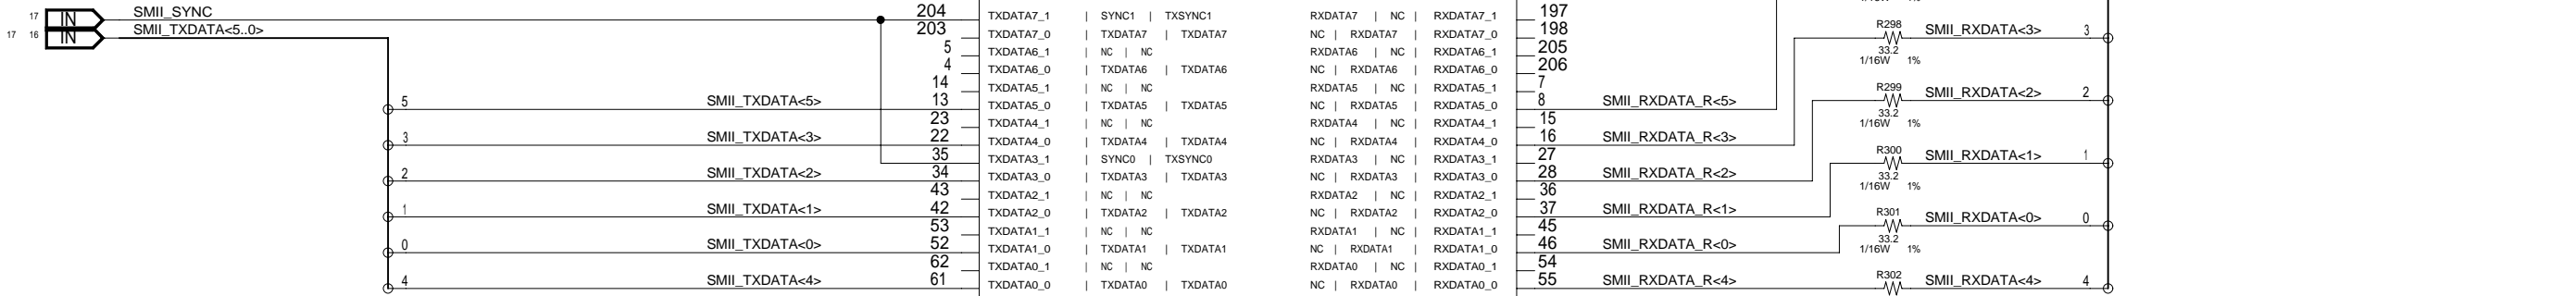 17 IN SMII_SYNC
17 16 IN SMII_TXDATA<5..0>
204 TXDATA7_1 | SYNC1 | TXSYNC1 RXDATA7 | NC | RXDATA7_1 197
203 TXDATA7_0 | TXDATA7 | TXDATA7 NC | RXDATA7 | RXDATA7_0 198
R298 SMII_RXDATA<3> 3
33.2
1/16W 1%
5 TXDATA6_1 | NC | NC RXDATA6 | NC | RXDATA6_1 205
4 TXDATA6_0 | TXDATA6 | TXDATA6 NC | RXDATA6 | RXDATA6_0 206
14 TXDATA5_1 | NC | NC RXDATA5 | NC | RXDATA5_1 7
5 SMII_TXDATA<5> 13 TXDATA5_0 | TXDATA5 | TXDATA5 NC | RXDATA5 | RXDATA5_0 8 SMII_RXDATA_R<5>
R299 SMII_RXDATA<2> 2
33.2
1/16W 1%
23 TXDATA4_1 | NC | NC RXDATA4 | NC | RXDATA4_1 15
3 SMII_TXDATA<3> 22 TXDATA4_0 | TXDATA4 | TXDATA4 NC | RXDATA4 | RXDATA4_0 16 SMII_RXDATA_R<3>
35 TXDATA3_1 | SYNC0 | TXSYNC0 RXDATA3 | NC | RXDATA3_1 27
R300 SMII_RXDATA<1> 1
33.2
1/16W 1%
2 SMII_TXDATA<2> 34 TXDATA3_0 | TXDATA3 | TXDATA3 NC | RXDATA3 | RXDATA3_0 28 SMII_RXDATA_R<2>
43 TXDATA2_1 | NC | NC RXDATA2 | NC | RXDATA2_1 36
1 SMII_TXDATA<1> 42 TXDATA2_0 | TXDATA2 | TXDATA2 NC | RXDATA2 | RXDATA2_0 37 SMII_RXDATA_R<1>
R301 SMII_RXDATA<0> 0
33.2
1/16W 1%
53 TXDATA1_1 | NC | NC RXDATA1 | NC | RXDATA1_1 45
0 SMII_TXDATA<0> 52 TXDATA1_0 | TXDATA1 | TXDATA1 NC | RXDATA1 | RXDATA1_0 46 SMII_RXDATA_R<0>
62 TXDATA0_1 | NC | NC RXDATA0 | NC | RXDATA0_1 54
4 SMII_TXDATA<4> 61 TXDATA0_0 | TXDATA0 | TXDATA0 NC | RXDATA0 | RXDATA0_0 55 SMII_RXDATA_R<4> R302 SMII_RXDATA<4> 4